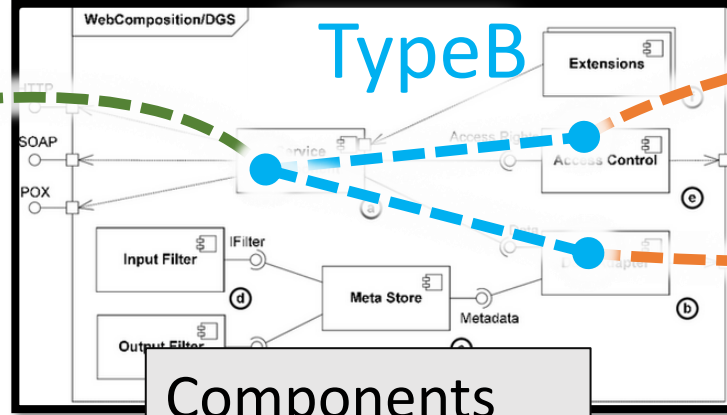 WebComposition/DGS
TypeB
Extensions
HTTP
SOAP
Access Rights
Access Control
e
POX
a
IFilter
Input Filter
d
Meta Store
b
Metadata
Output Filter
Components